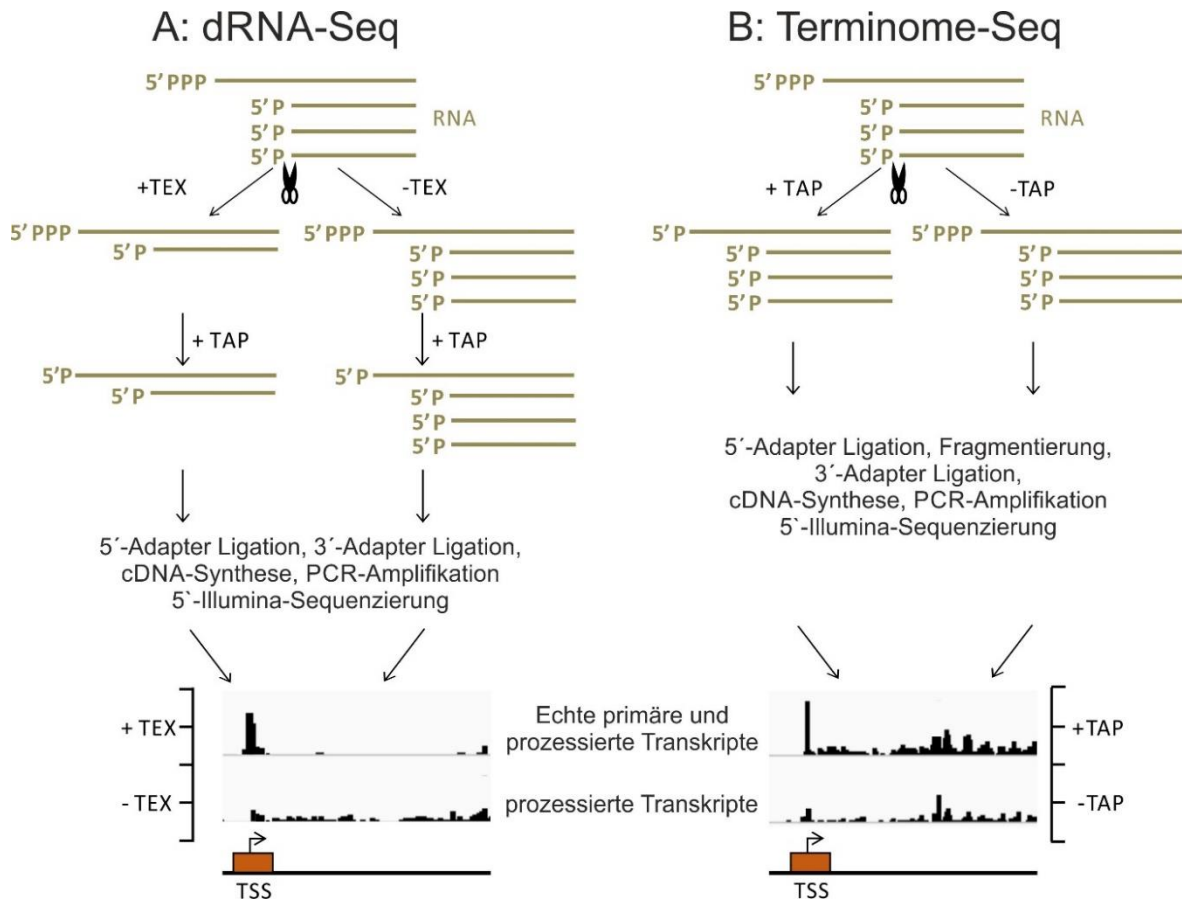 A: dRNA-Seq
5'PPP
5'P
5'P
5'P
RNA
+TEX
-TEX
5'PPP
5'P
5'PPP
5'P
5'P
5'P
+ TAP
+ TAP
5'P
5'P
5'P
5'P
5'P
5'P
5´-Adapter Ligation, 3´-Adapter Ligation,
cDNA-Synthese, PCR-Amplifikation
5`-Illumina-Sequenzierung
+ TEX
- TEX
TSS
Echte primäre und
prozessierte Transkripte
prozessierte Transkripte
B: Terminome-Seq
5'PPP
5'P
5'P
5'P
RNA
+ TAP
-TAP
5'P
5'P
5'P
5'P
5'PPP
5'P
5'P
5'P
5´-Adapter Ligation, Fragmentierung,
3´-Adapter Ligation,
cDNA-Synthese, PCR-Amplifikation
5`-Illumina-Sequenzierung
+TAP
-TAP
TSS